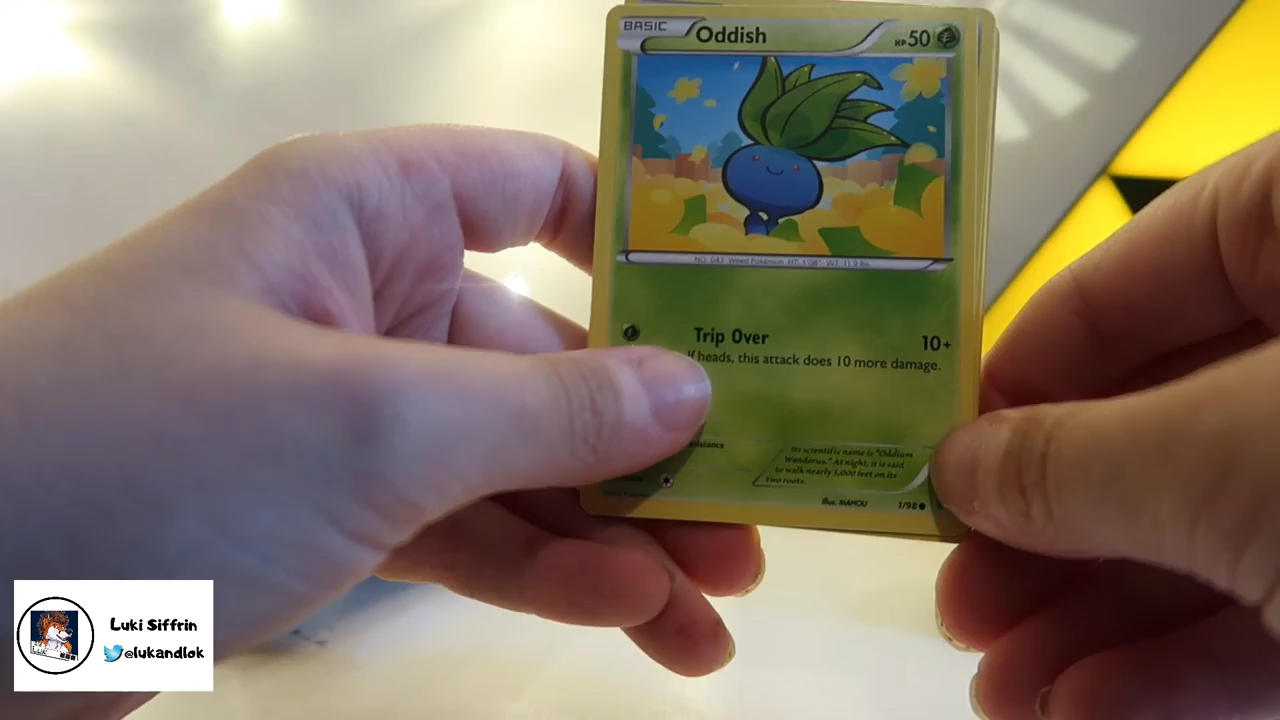 BASIC
Oddish
HP 50
NO. 043 Weed Pokémon HT: 1'08" WT: 11.9 lbs.
Trip Over 10+
If heads, this attack does 10 more damage.
Its scientific name is "Oddium
Wanderus." At night, it is said
to walk nearly 1,000 feet on its
two roots.
Illus. MAHOU 1/98
Luki Siffrin
@lukandlok